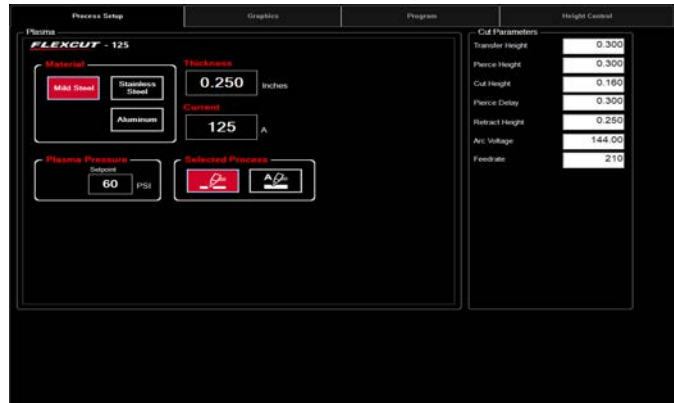 Process Setup
Graphics
Program
Height Control
Plasma
FLEXCUT - 125
Material
Mild Steel
Stainless
Steel
Aluminum
Thickness
0.250 Inches
Current
125 A
Plasma Pressure
Setpoint
60 PSI
Selected Process
A
Cut Parameters
Transfer Height 0.300
Pierce Height 0.300
Cut Height 0.160
Pierce Delay 0.300
Retract Height 0.250
Arc Voltage 144.00
Feedrate 210